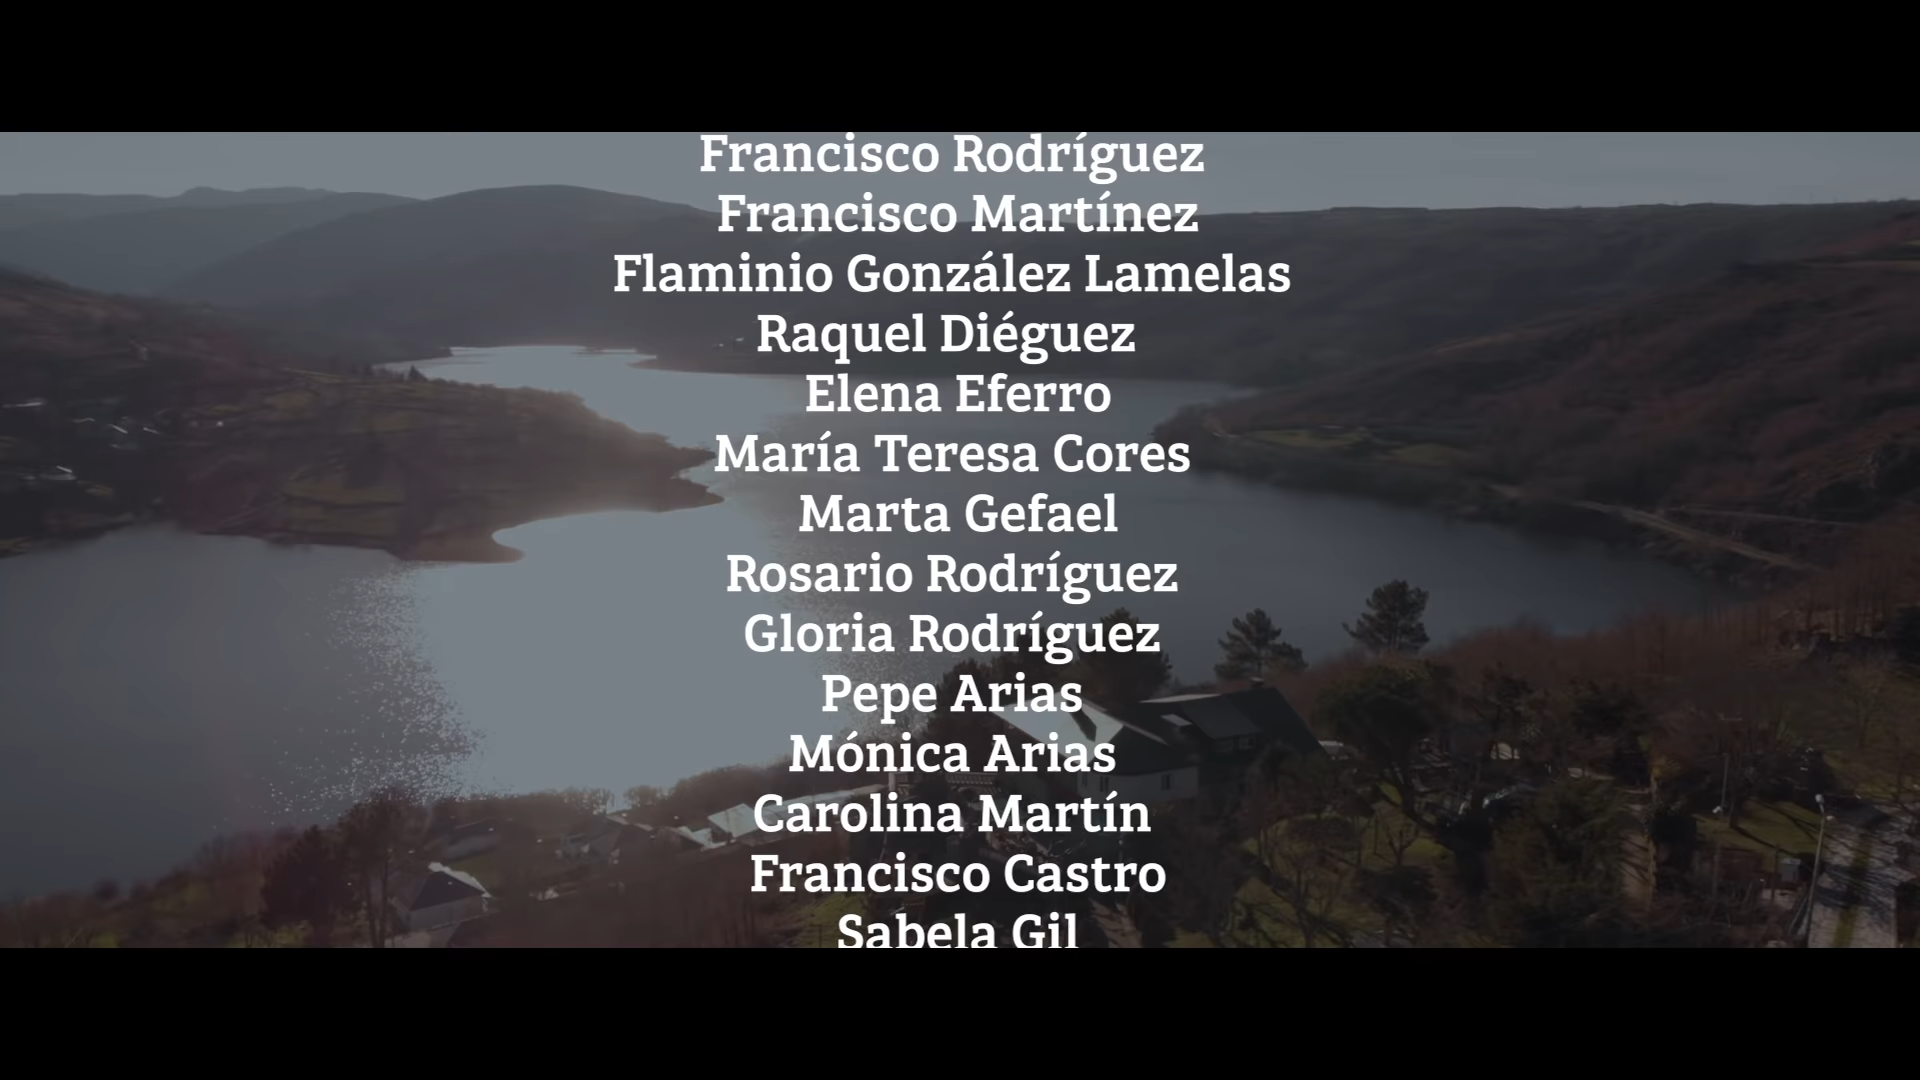 Francisco Rodríguez
Francisco Martínez
Flaminio González Lamelas
Raquel Diéguez
Elena Eferro
María Teresa Cores
Marta Gefael
Rosario Rodríguez
Gloria Rodríguez
Pepe Arias
Mónica Arias
Carolina Martín
Francisco Castro
Sabela Gil